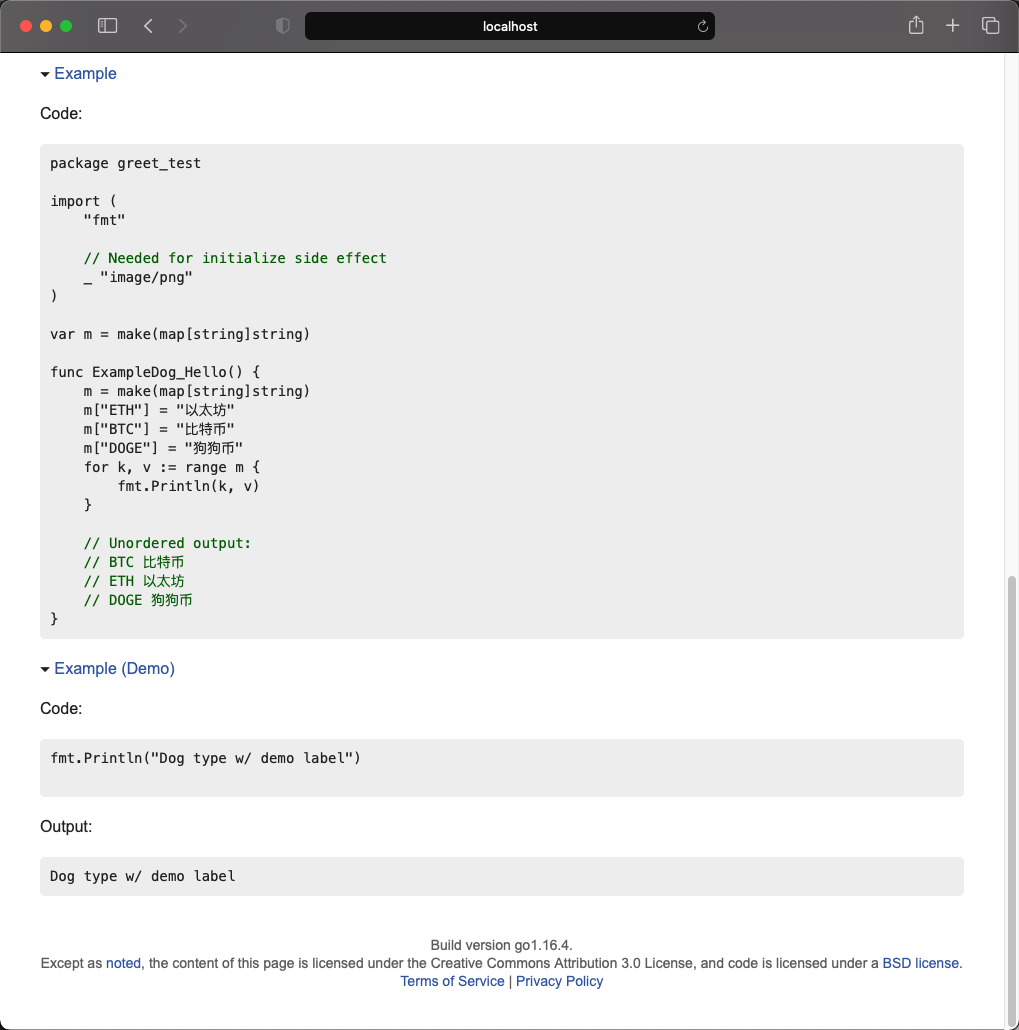 localhost
Example
Code:
package greet_test
import (
    "fmt"
    // Needed for initialize side effect
    _ "image/png"
)
var m = make(map[string]string)
func ExampleDog_Hello() {
    m = make(map[string]string)
    m["ETH"] = "以太坊"
    m["BTC"] = "比特币"
    m["DOGE"] = "狗狗币"
    for k, v := range m {
        fmt.Println(k, v)
    }
    // Unordered output:
    // BTC 比特币
    // ETH 以太坊
    // DOGE 狗狗币
}
Example (Demo)
Code:
fmt.Println("Dog type w/ demo label")
Output:
Dog type w/ demo label
Build version go1.16.4.
Except as noted, the content of this page is licensed under the Creative Commons Attribution 3.0 License, and code is licensed under a BSD license.
Terms of Service | Privacy Policy